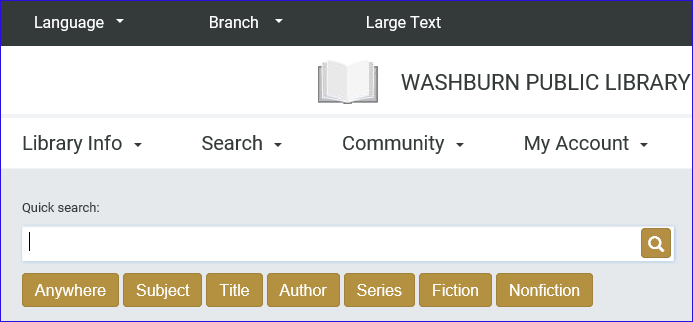 Language Branch Large Text
WASHBURN PUBLIC LIBRARY
Library Info Search Community My Account
Quick search:
Anywhere Subject Title Author Series Fiction Nonfiction